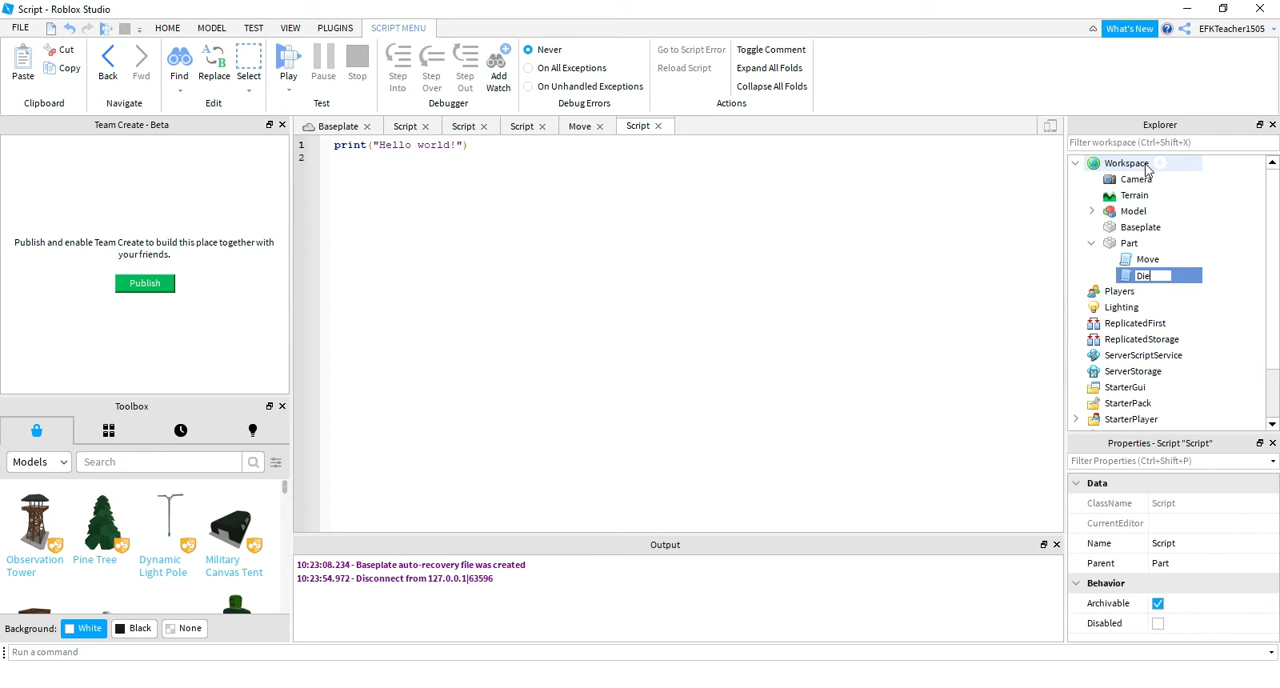 Script - Roblox Studio
FILE HOME MODEL TEST VIEW PLUGINS SCRIPT MENU What's New EFKTeacher1505
Paste Cut Copy Back Fwd Find Replace Select Play Pause Stop Step Into Step Over Step Out Add Watch
Never
On All Exceptions
On Unhandled Exceptions
Go to Script Error
Reload Script
Toggle Comment
Expand All Folds
Collapse All Folds
Clipboard Navigate Edit Test Debugger Debug Errors Actions
Team Create - Beta
Publish and enable Team Create to build this place together with
your friends.
Publish
Toolbox
Models Search
Observation
Tower
Pine Tree
Dynamic
Light Pole
Military
Canvas Tent
Background: White Black None
Baseplate Script Script Script Move Script
1 print("Hello world!")
2
Output
10:23:08.234 - Baseplate auto-recovery file was created
10:23:54.972 - Disconnect from 127.0.0.1|63596
Explorer
Filter workspace (Ctrl+Shift+X)
Workspace
Camera
Terrain
Model
Baseplate
Part
Move
Die
Players
Lighting
ReplicatedFirst
ReplicatedStorage
ServerScriptService
ServerStorage
StarterGui
StarterPack
StarterPlayer
Properties - Script "Script"
Filter Properties (Ctrl+Shift+P)
Data
ClassName Script
CurrentEditor
Name Script
Parent Part
Behavior
Archivable
Disabled
Run a command